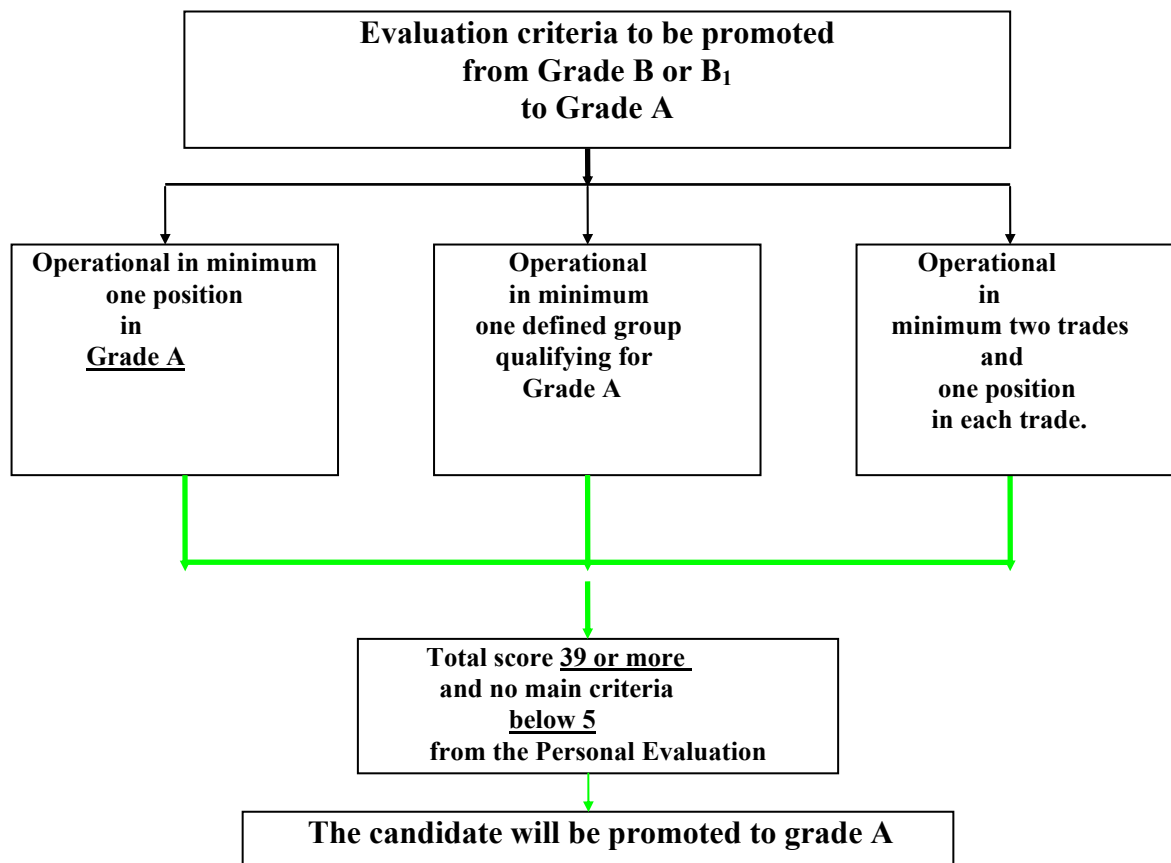 Evaluation criteria to be promoted
from Grade B or B₁
to Grade A
Operational in minimum
one position
in
Grade A
Operational
in minimum
one defined group
qualifying for
Grade A
Operational
in
minimum two trades
and
one position
in each trade.
Total score 39 or more
and no main criteria
below 5
from the Personal Evaluation
The candidate will be promoted to grade A